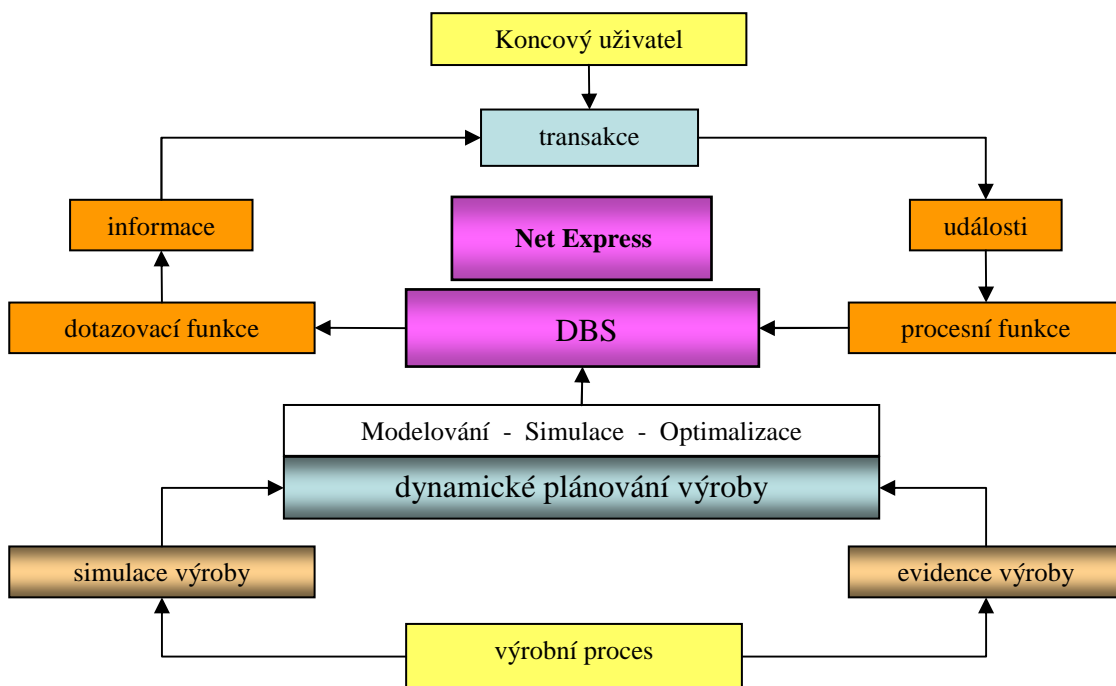 Koncový uživatel
transakce
informace
události
Net Express
dotazovací funkce
DBS
procesní funkce
Modelování - Simulace - Optimalizace
dynamické plánování výroby
simulace výroby
evidence výroby
výrobní proces